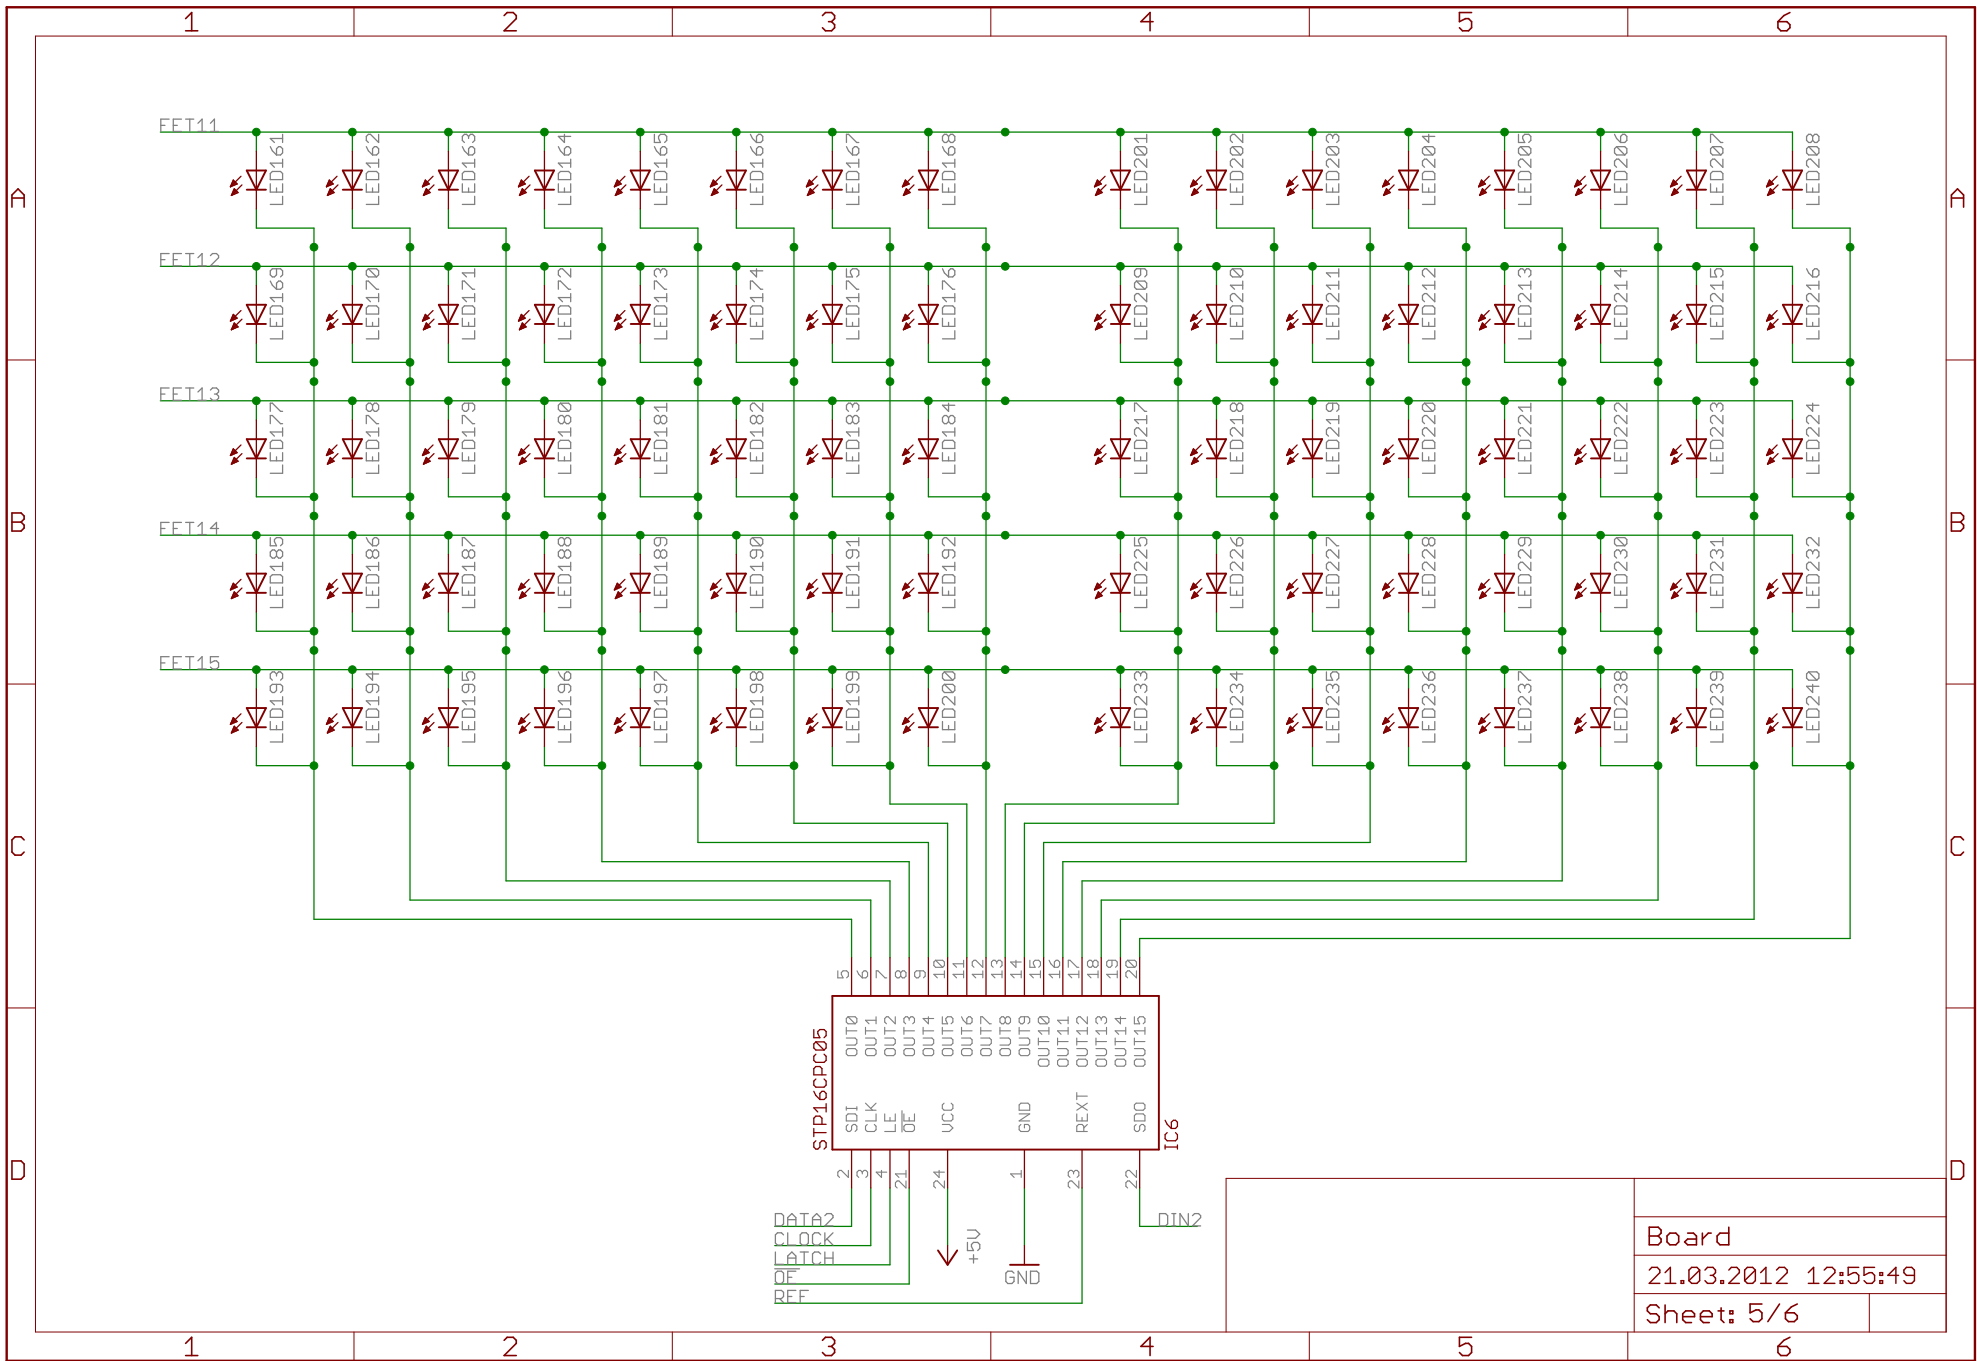 1 2 3 4 5 6
FET11
LED161 LED162 LED163 LED164 LED165 LED166 LED167 LED168 LED201 LED202 LED203 LED204 LED205 LED206 LED207 LED208
A A
FET12
LED169 LED170 LED171 LED172 LED173 LED174 LED175 LED176 LED209 LED210 LED211 LED212 LED213 LED214 LED215 LED216
FET13
LED177 LED178 LED179 LED180 LED181 LED182 LED183 LED184 LED217 LED218 LED219 LED220 LED221 LED222 LED223 LED224
B B
FET14
LED185 LED186 LED187 LED188 LED189 LED190 LED191 LED192 LED225 LED226 LED227 LED228 LED229 LED230 LED231 LED232
FET15
LED193 LED194 LED195 LED196 LED197 LED198 LED199 LED200 LED233 LED234 LED235 LED236 LED237 LED238 LED239 LED240
C C
5 6 7 8 9 10 11 12 13 14 15 16 17 18 19 20
OUT0 OUT1 OUT2 OUT3 OUT4 OUT5 OUT6 OUT7 OUT8 OUT9 OUT10 OUT11 OUT12 OUT13 OUT14 OUT15
STP16CPC05
SDI CLK LE OE VCC GND REXT SDO
IC6
D D
2 3 4 21 24 1 23 22
DATA2
DIN2
CLOCK
LATCH
OE
REF
+5V
GND
Board
21.03.2012 12:55:49
Sheet: 5/6
1 2 3 4 5 6